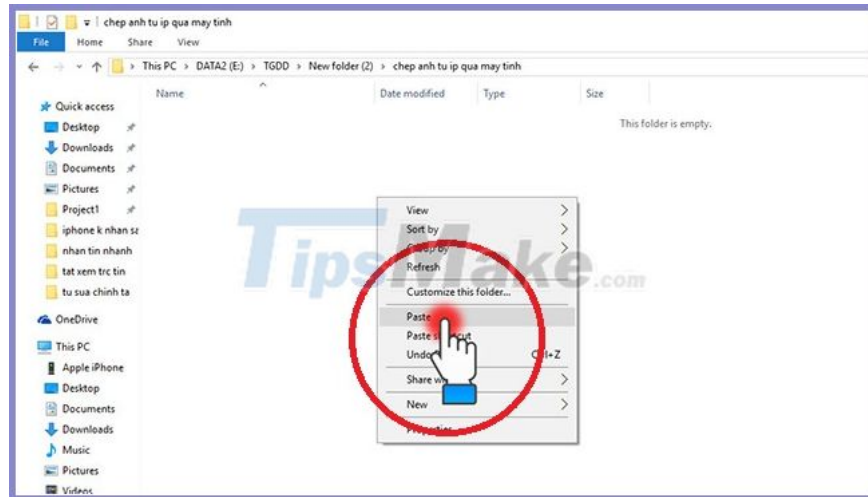 chep anh tu ip qua may tinh
File Home Share View
This PC > DATA2 (E:) > TGDD > New folder (2) > chep anh tu ip qua may tinh
Name Date modified Type Size
This folder is empty.
Quick access
Desktop
Downloads
Documents
Pictures
Project1
iphone k nhan sa
nhan tin nhanh
tat xem trc tin
tu sua chinh ta
OneDrive
This PC
Apple iPhone
Desktop
Documents
Downloads
Music
Pictures
Videos
View
Sort by
Refresh
Customize this folder...
Paste
Paste
Ctrl+Z
Share
New
Properties
TipsMake.com